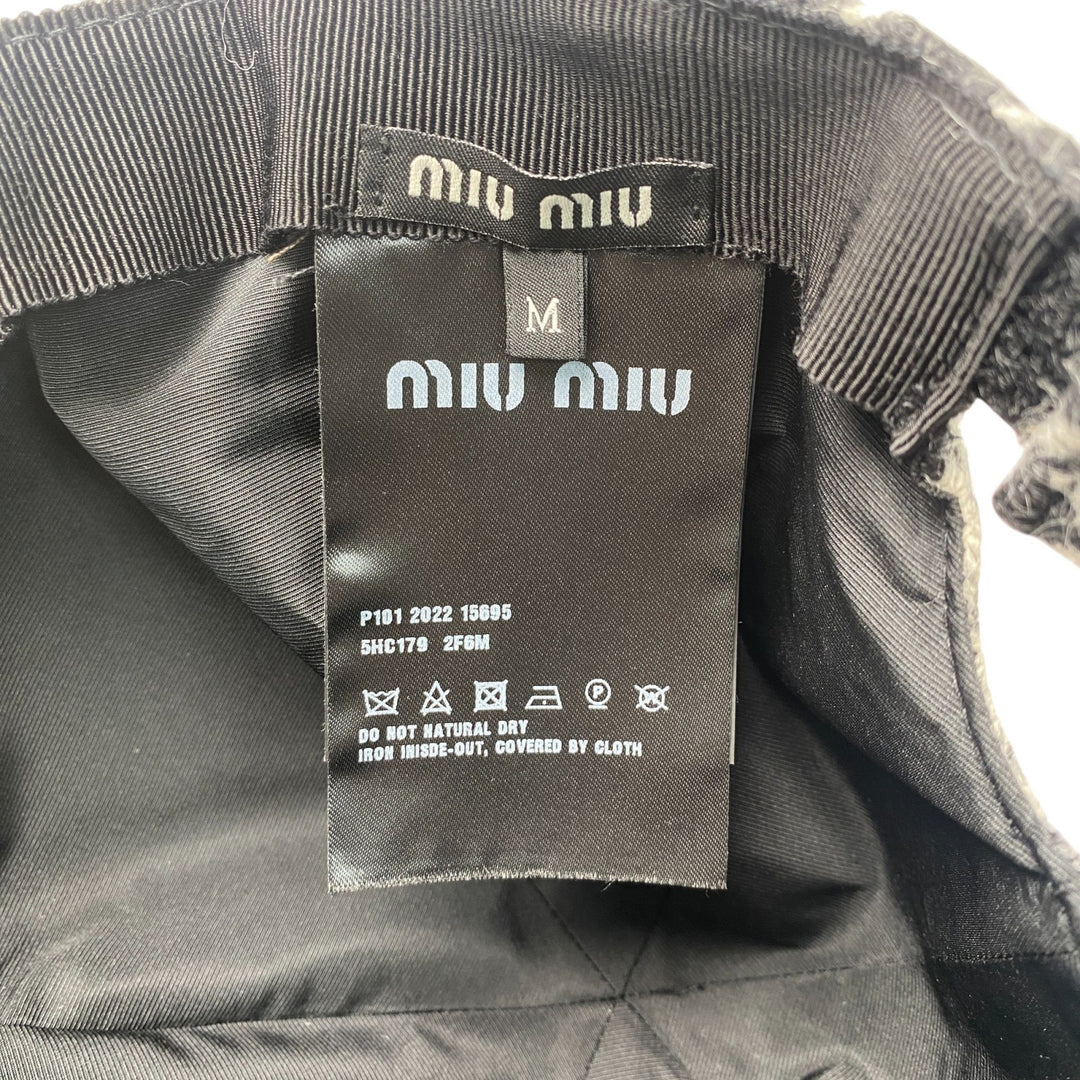 miu miu
M
miu miu
P101 2022 15695
5HC179 2F6M
P
DO NOT NATURAL DRY
IRON INISDE-OUT, COVERED BY CLOTH